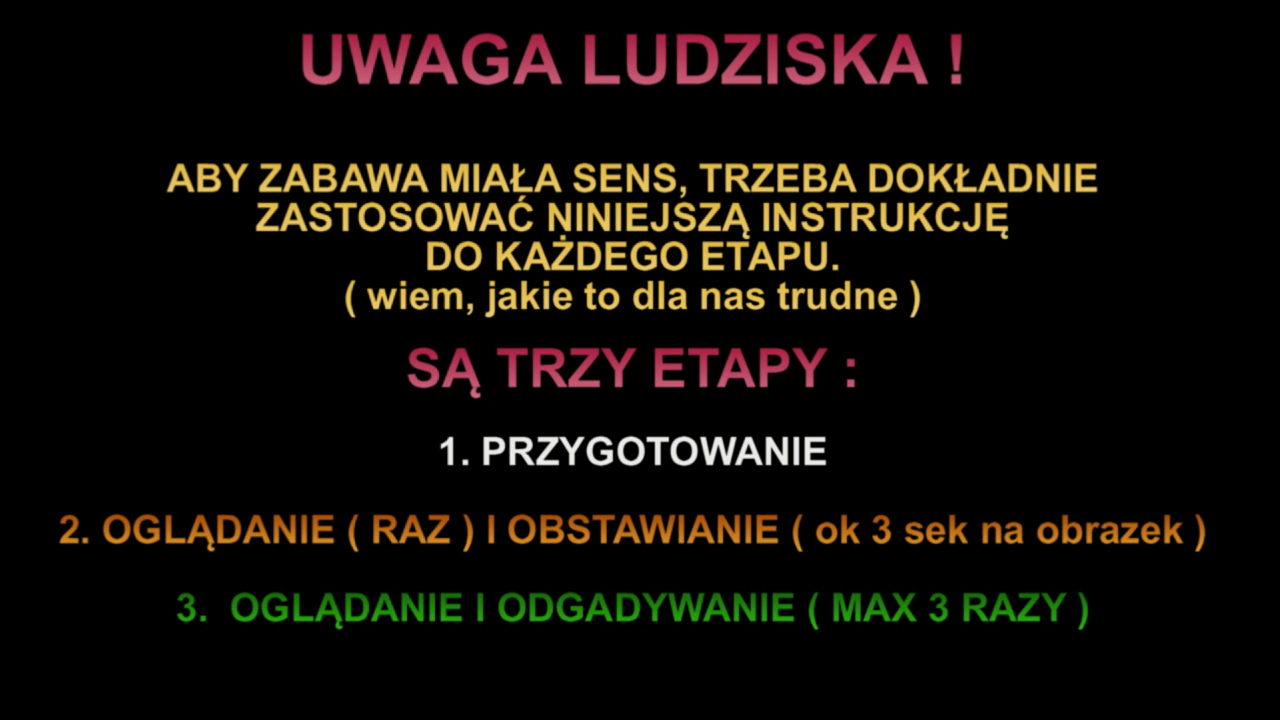 UWAGA LUDZISKA !
ABY ZABAWA MIAŁA SENS, TRZEBA DOKŁADNIE
ZASTOSOWAĆ NINIEJSZĄ INSTRUKCJĘ
DO KAŻDEGO ETAPU.
( wiem, jakie to dla nas trudne )
SĄ TRZY ETAPY :
1. PRZYGOTOWANIE
2. OGLĄDANIE ( RAZ ) I OBSTAWIANIE ( ok 3 sek na obrazek )
3. OGLĄDANIE I ODGADYWANIE ( MAX 3 RAZY )